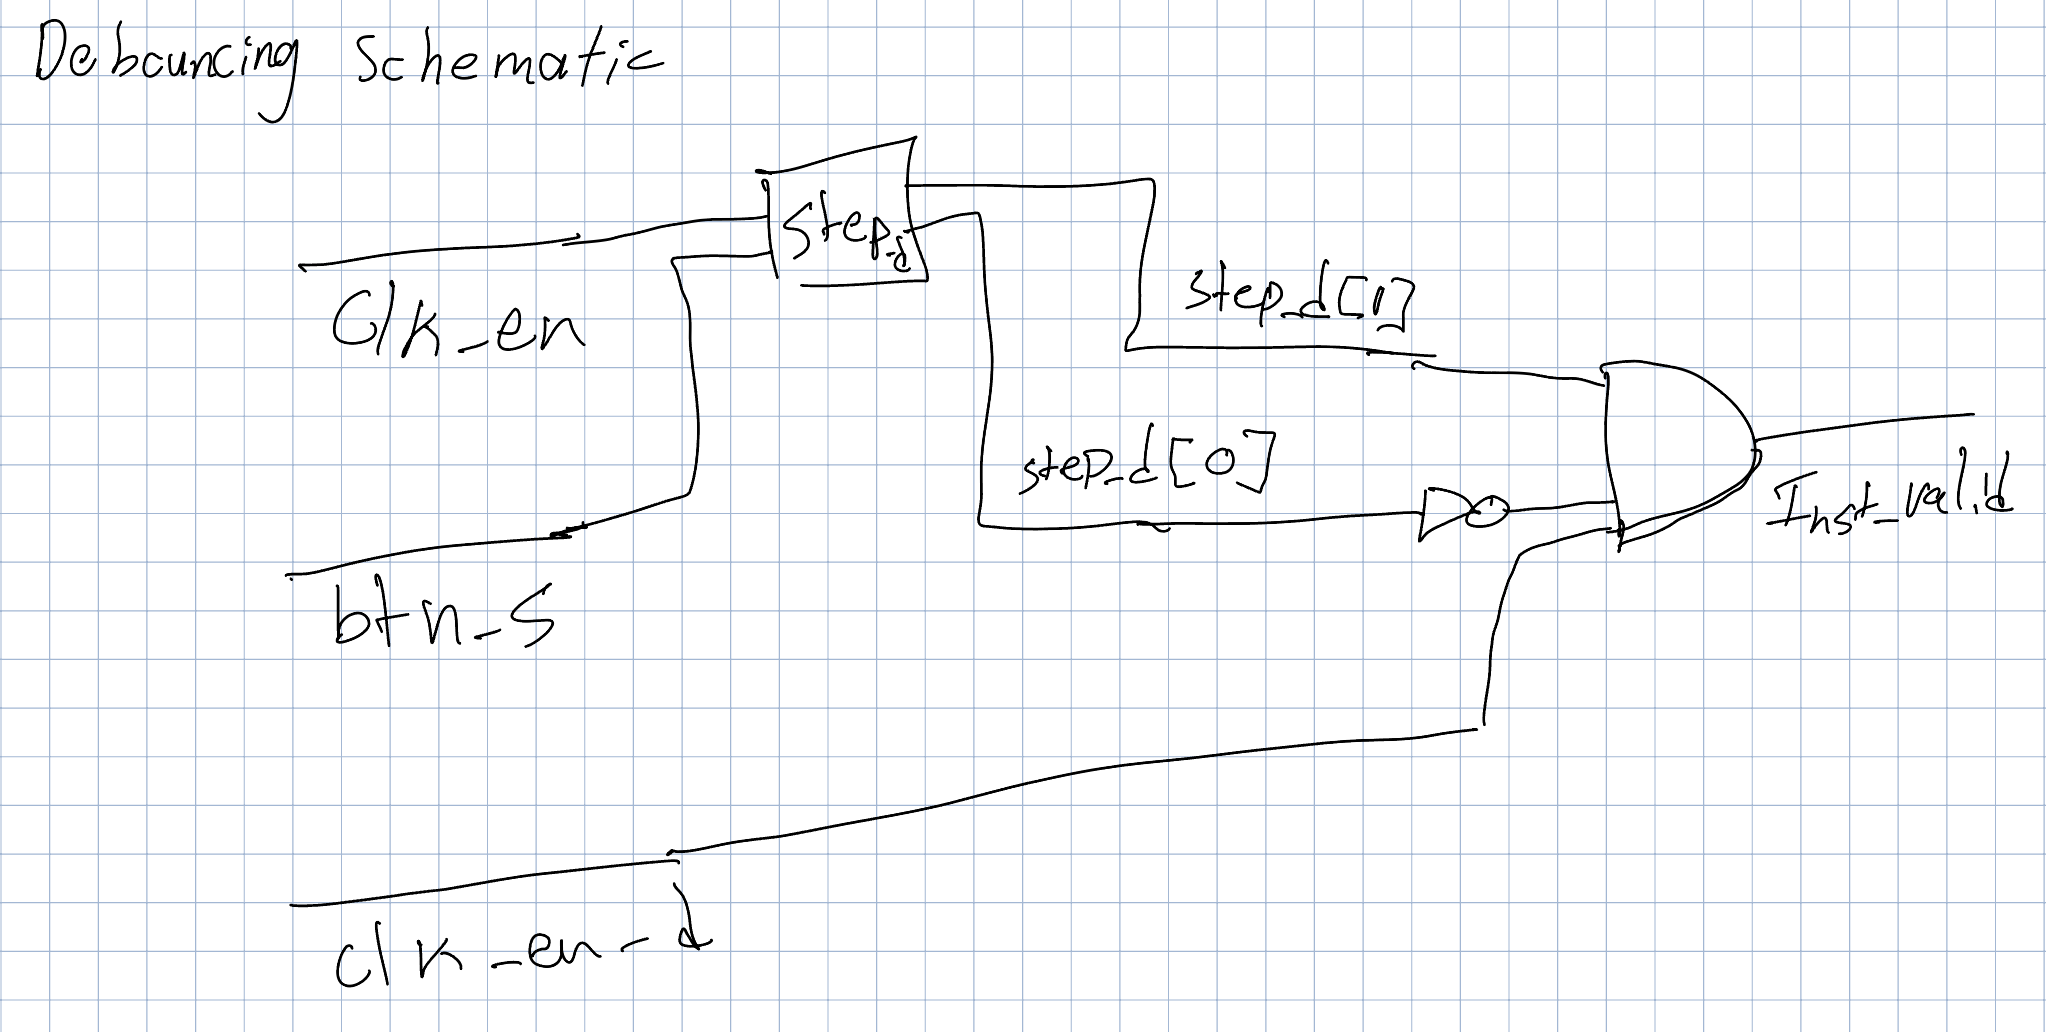 Debouncing Schematic
Step_d
Clk_en
step_d[1]
step_d[0]
Inst_valid
btn_s
clk_en_d